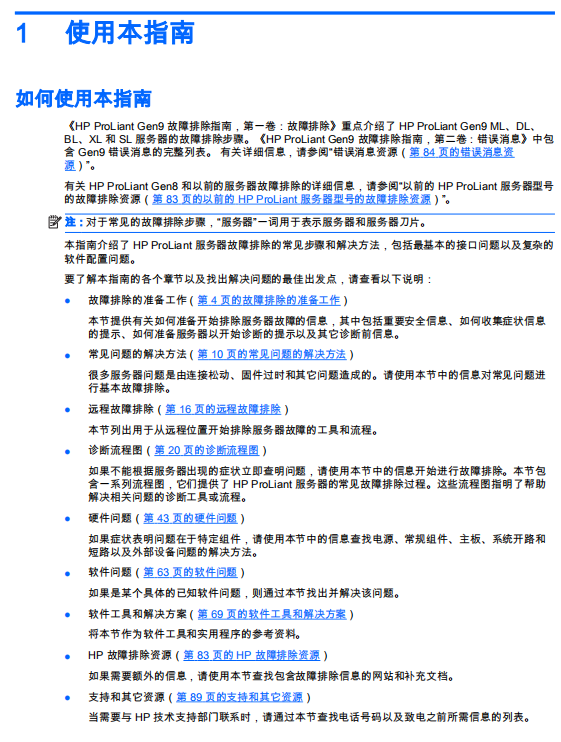 1 使用本指南
如何使用本指南
《HP ProLiant Gen9 故障排除指南，第一卷：故障排除》重点介绍了 HP ProLiant Gen9 ML、DL、
BL、XL 和 SL 服务器的故障排除步骤。《HP ProLiant Gen9 故障排除指南，第二卷：错误消息》中包
含 Gen9 错误消息的完整列表。 有关详细信息，请参阅“错误消息资源（第 84 页的错误消息资
源）”。
有关 HP ProLiant Gen8 和以前的服务器故障排除的详细信息，请参阅“以前的 HP ProLiant 服务器型号
的故障排除资源（第 83 页的以前的 HP ProLiant 服务器型号的故障排除资源）”。
注：对于常见的故障排除步骤，“服务器”一词用于表示服务器和服务器刀片。
本指南介绍了 HP ProLiant 服务器故障排除的常见步骤和解决方法，包括最基本的接口问题以及复杂的
软件配置问题。
要了解本指南的各个章节以及找出解决问题的最佳出发点，请查看以下说明：
● 故障排除的准备工作（第 4 页的故障排除的准备工作）
本节提供有关如何准备开始排除服务器故障的信息，其中包括重要安全信息、如何收集症状信息
的提示、如何准备服务器以开始诊断的提示以及其它诊断前信息。
● 常见问题的解决方法（第 10 页的常见问题的解决方法）
很多服务器问题是由连接松动、固件过时和其它问题造成的。请使用本节中的信息对常见问题进
行基本故障排除。
● 远程故障排除（第 16 页的远程故障排除）
本节列出用于从远程位置开始排除服务器故障的工具和流程。
● 诊断流程图（第 20 页的诊断流程图）
如果不能根据服务器出现的症状立即查明问题，请使用本节中的信息开始进行故障排除。本节包
含一系列流程图，它们提供了 HP ProLiant 服务器的常见故障排除过程。这些流程图指明了帮助
解决相关问题的诊断工具或流程。
● 硬件问题（第 43 页的硬件问题）
如果症状表明问题在于特定组件，请使用本节中的信息查找电源、常规组件、主板、系统开路和
短路以及外部设备问题的解决方法。
● 软件问题（第 63 页的软件问题）
如果是某个具体的已知软件问题，则通过本节找出并解决该问题。
● 软件工具和解决方案（第 69 页的软件工具和解决方案）
将本节作为软件工具和实用程序的参考资料。
● HP 故障排除资源（第 83 页的 HP 故障排除资源）
如果需要额外的信息，请使用本节查找包含故障排除信息的网站和补充文档。
● 支持和其它资源（第 89 页的支持和其它资源）
当需要与 HP 技术支持部门联系时，请通过本节查找电话号码以及致电之前所需信息的列表。